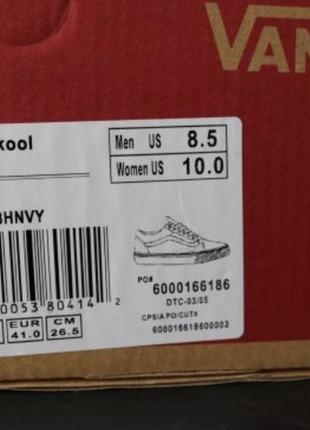 VAN
kool
Men US 8.5
Women US 10.0
BHNVY
PO#
6000166186
DTC-03/05
CPSIA PO/CUT#
600016618600002
0053 80414 2
EUR CM
41.0 26.5